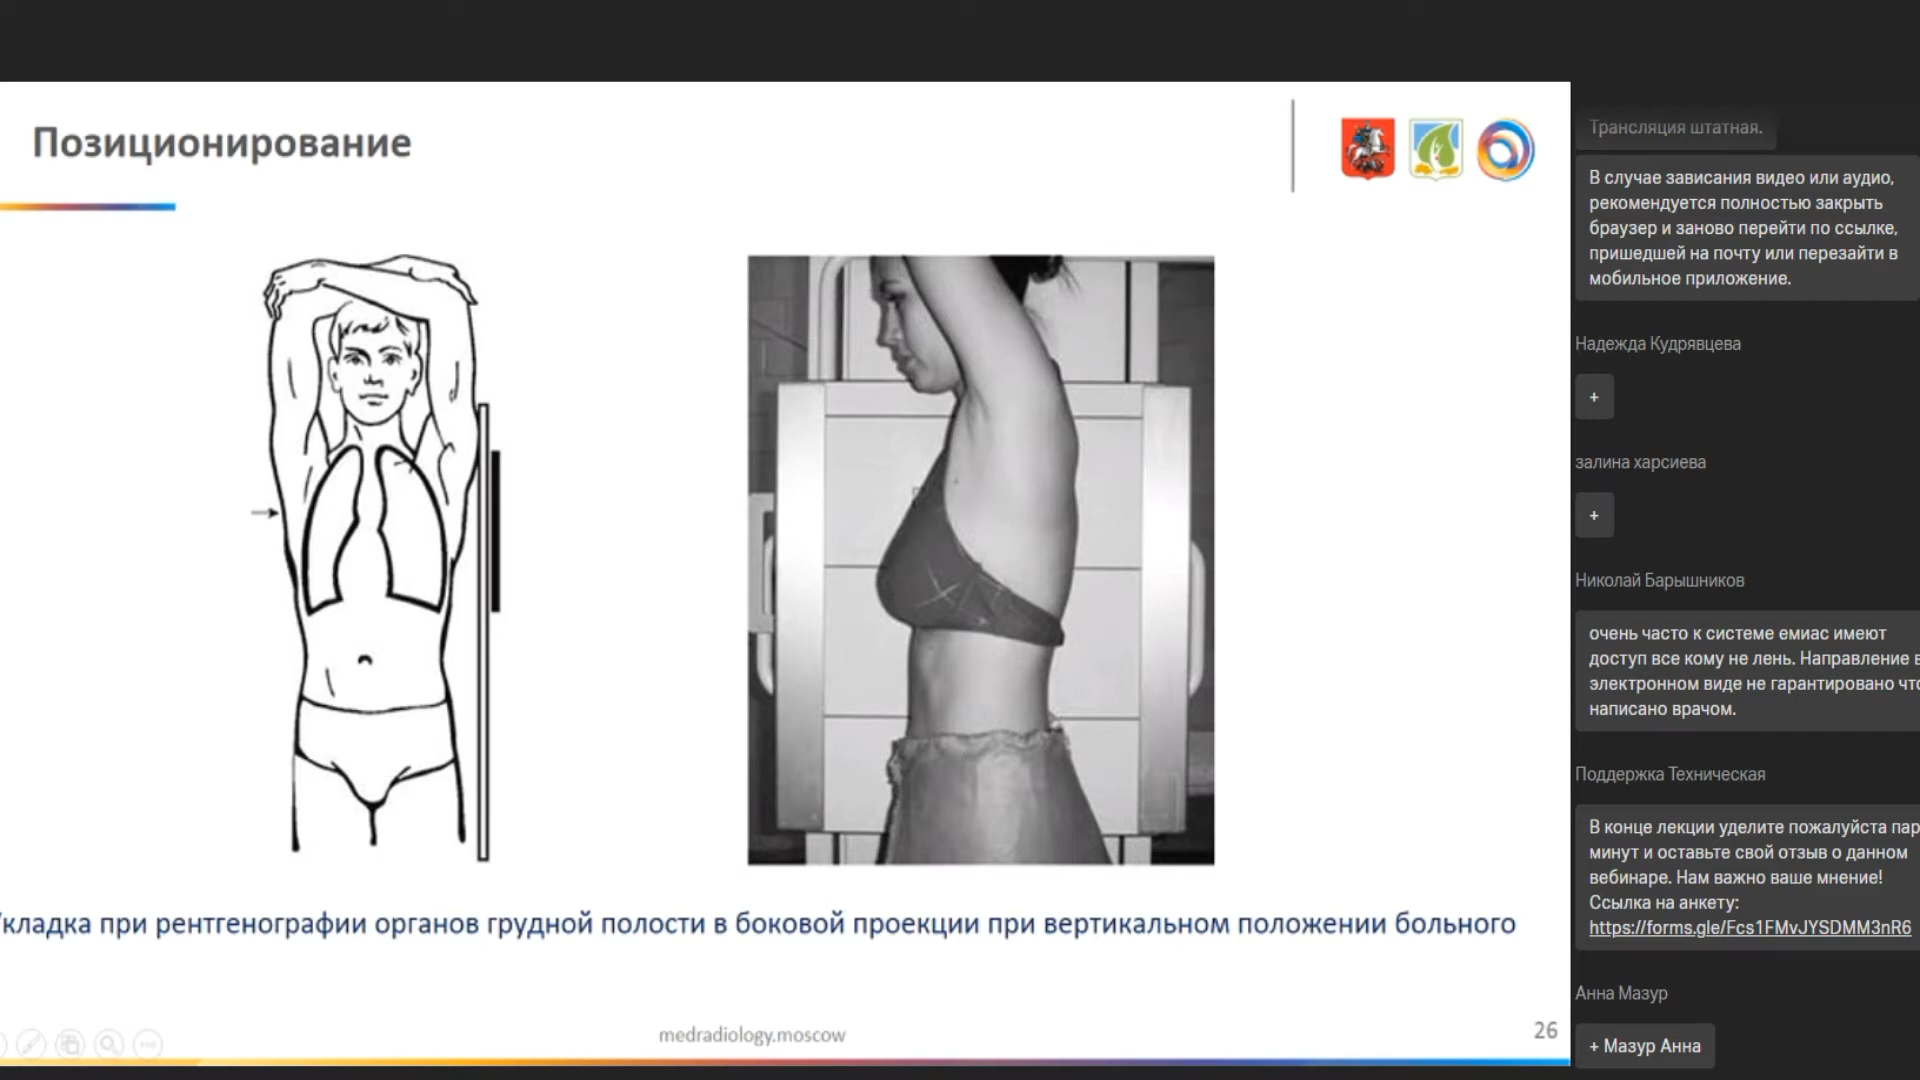 Позиционирование
кладка при рентгенографии органов грудной полости в боковой проекции при вертикальном положении больного
medradiology.moscow
26
Трансляция штатная.
В случае зависания видео или аудио,
рекомендуется полностью закрыть
браузер и заново перейти по ссылке,
пришедшей на почту или перезайти в
мобильное приложение.
Надежда Кудрявцева
+
залина харсиева
+
Николай Барышников
очень часто к системе емиас имеют
доступ все кому не лень. Направление в
электронном виде не гарантировано что
написано врачом.
Поддержка Техническая
В конце лекции уделите пожалуйста пар
минут и оставьте свой отзыв о данном
вебинаре. Нам важно ваше мнение!
Ссылка на анкету:
https://forms.gle/Fcs1FMvJYSDMM3nR6
Анна Мазур
+ Мазур Анна